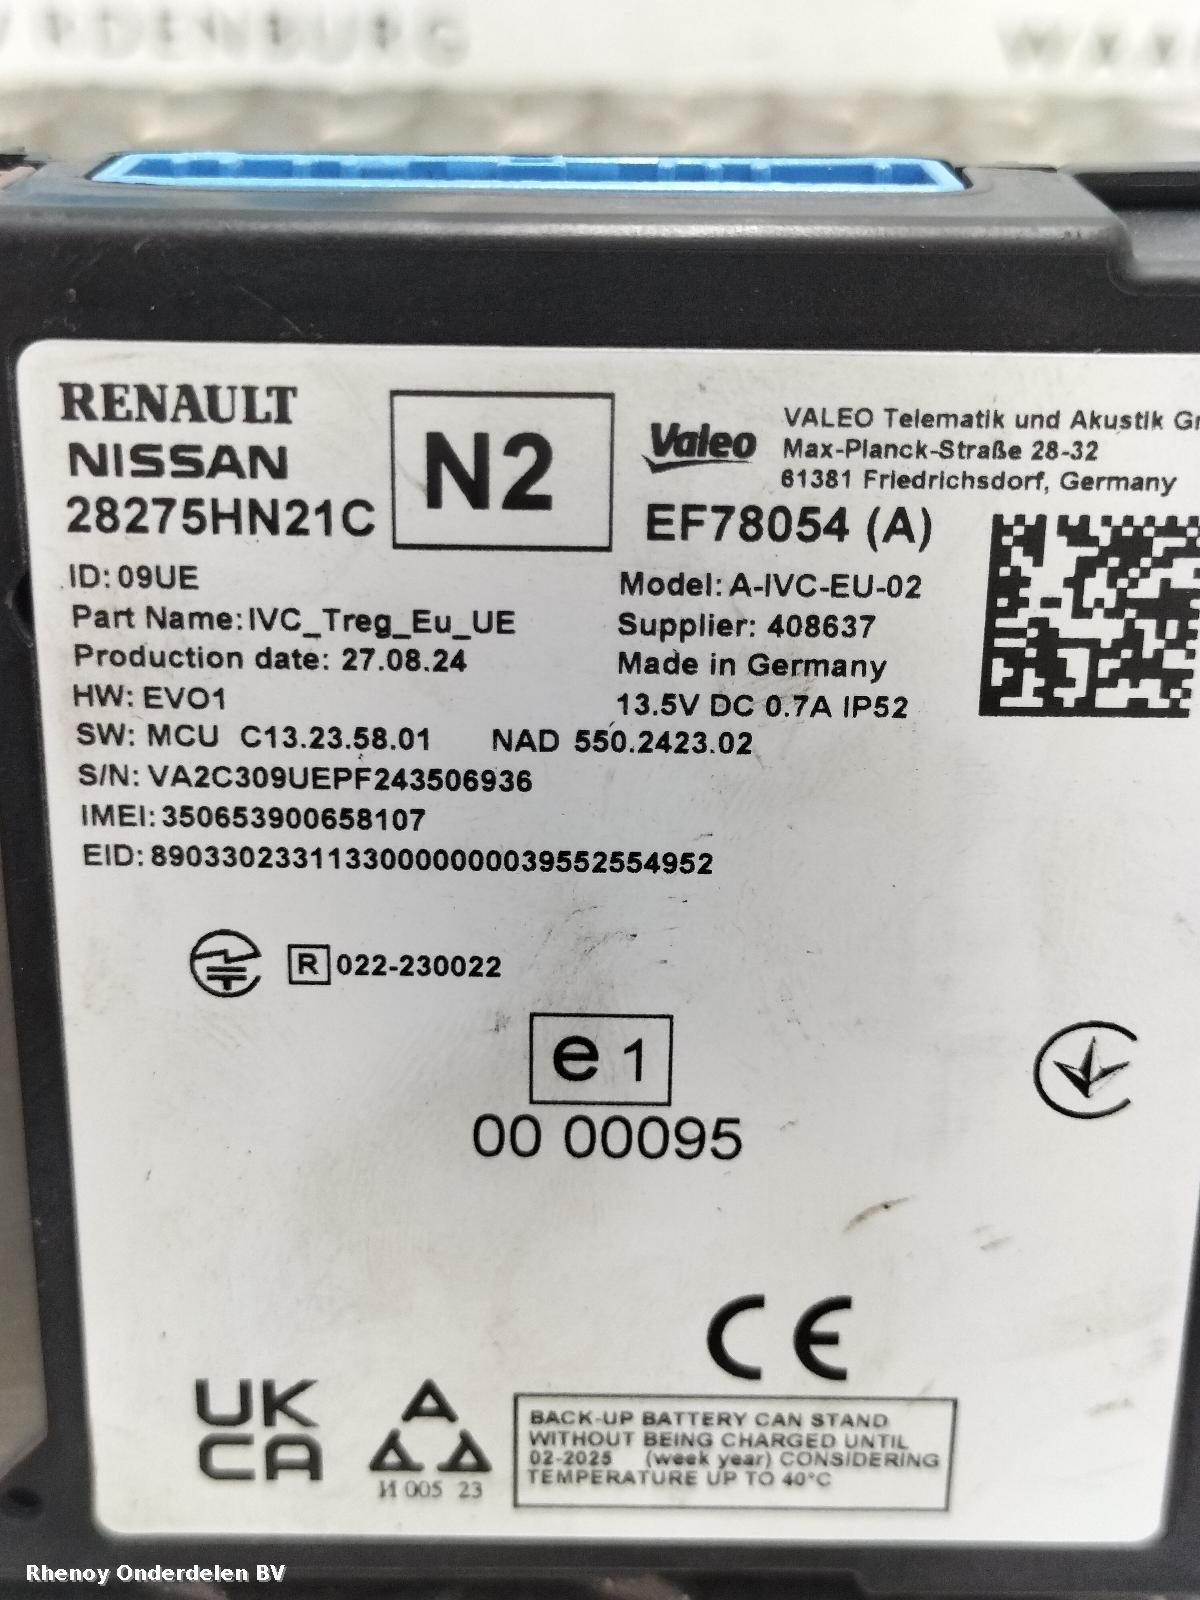 RENAULT
NISSAN
28275HN21C
N2
Valeo
VALEO Telematik und Akustik
Max-Planck-Straße 28-32
61381 Friedrichsdorf, Germany
EF78054 (A)
ID: 09UE
Part Name: IVC_Treg_Eu_UE
Production date: 27.08.24
HW: EVO1
Model: A-IVC-EU-02
Supplier: 408637
Made in Germany
13.5V DC 0.7A IP52
SW: MCU C13.23.58.01 NAD 550.2423.02
S/N: VA2C309UEPF243506936
IMEI: 350653900658107
EID: 89033023311330000000039552554952
R 022-230022
e1
00 00095
CE
UK
CA
И 005 23
BACK-UP BATTERY CAN STAND
WITHOUT BEING CHARGED UNTIL
02-2025 (week year) CONSIDERING
TEMPERATURE UP TO 40°C
Rhenoy Onderdelen BV